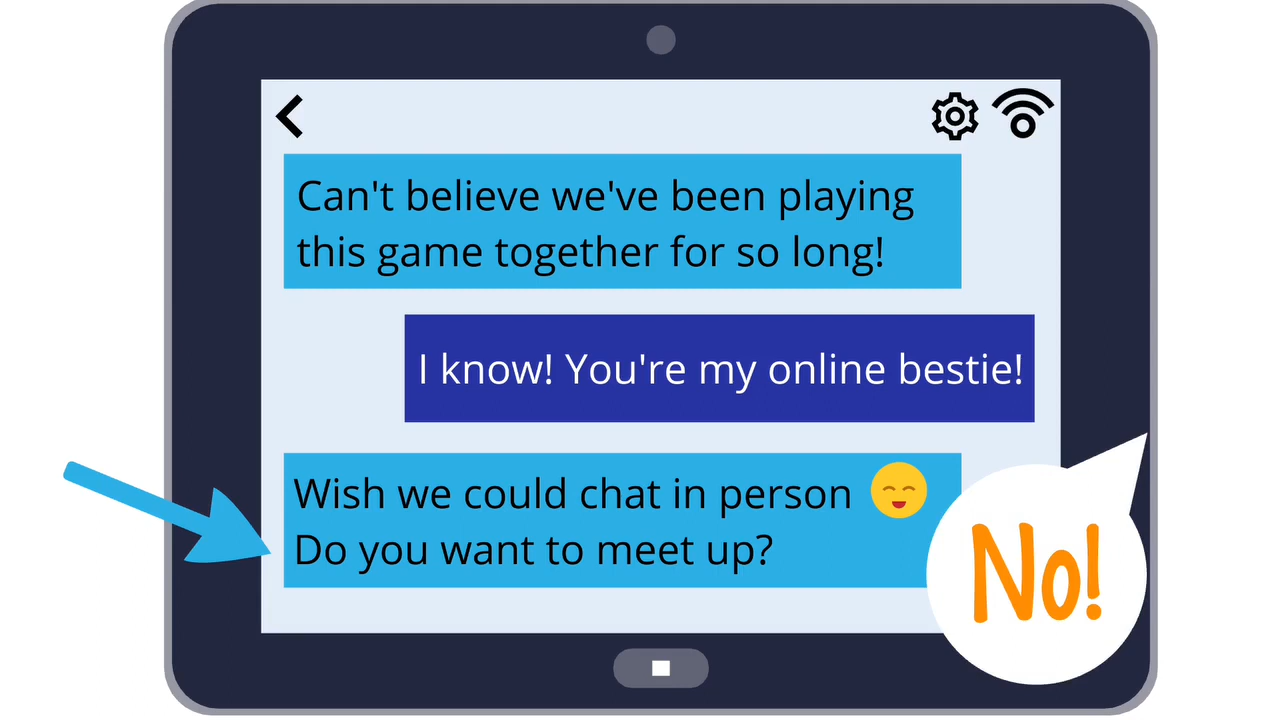 Can't believe we've been playing
this game together for so long!
I know! You're my online bestie!
Wish we could chat in person
Do you want to meet up?
No!